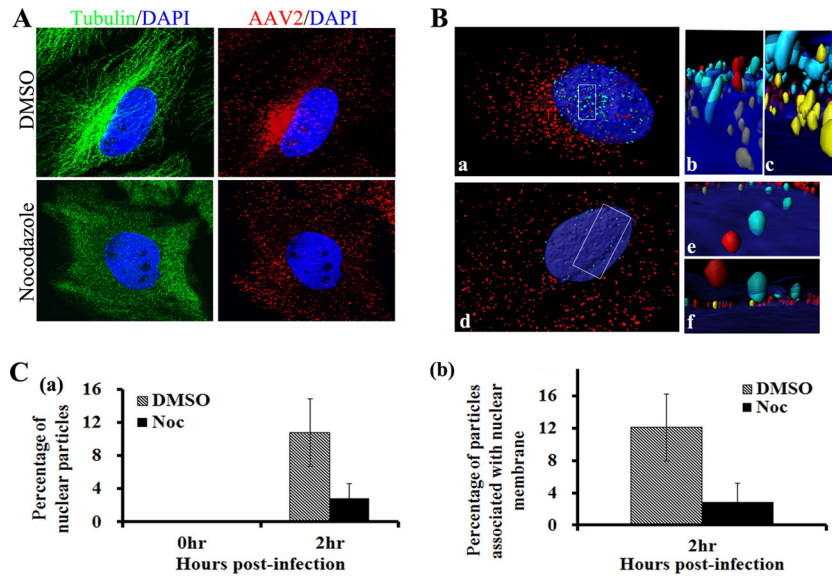 A
Tubulin/DAPI
AAV2/DAPI
DMSO
Nocodazole
B
a
b
c
d
e
f
C
(a)
Percentage of
nuclear particles
16
12
8
4
0
DMSO
Noc
0hr
2hr
Hours post-infection
(b)
Percentage of particles
associated with nuclear
membrane
16
12
8
4
0
DMSO
Noc
2hr
Hours post-infection